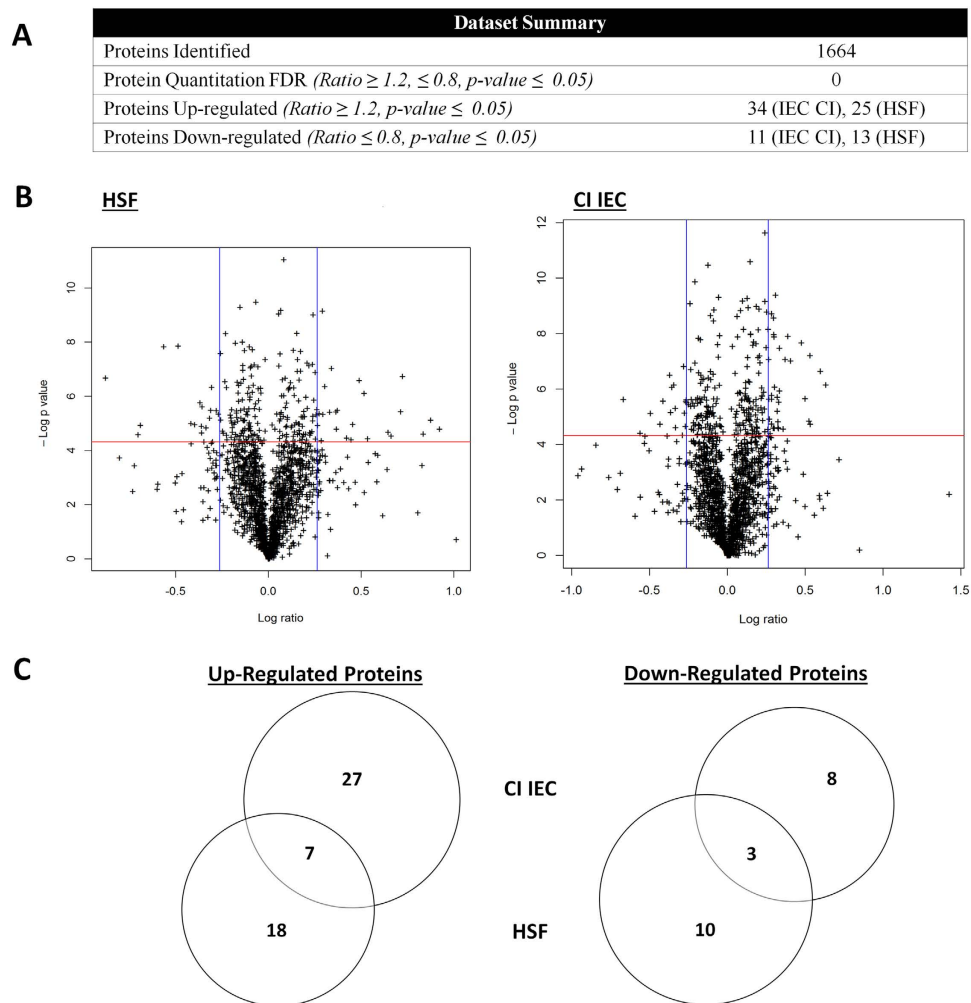 A
Dataset Summary
Proteins Identified 1664
Protein Quantitation FDR (Ratio ≥ 1.2, ≤ 0.8, p-value ≤ 0.05) 0
Proteins Up-regulated (Ratio ≥ 1.2, p-value ≤ 0.05) 34 (IEC CI), 25 (HSF)
Proteins Down-regulated (Ratio ≤ 0.8, p-value ≤ 0.05) 11 (IEC CI), 13 (HSF)
B
HSF
− Log p value
10
8
6
4
2
0
-0.5 0.0 0.5 1.0
Log ratio
CI IEC
− Log p value
12
10
8
6
4
2
0
-1.0 -0.5 0.0 0.5 1.0 1.5
Log ratio
C
Up-Regulated Proteins
27
7
18
CI IEC
HSF
Down-Regulated Proteins
8
3
10